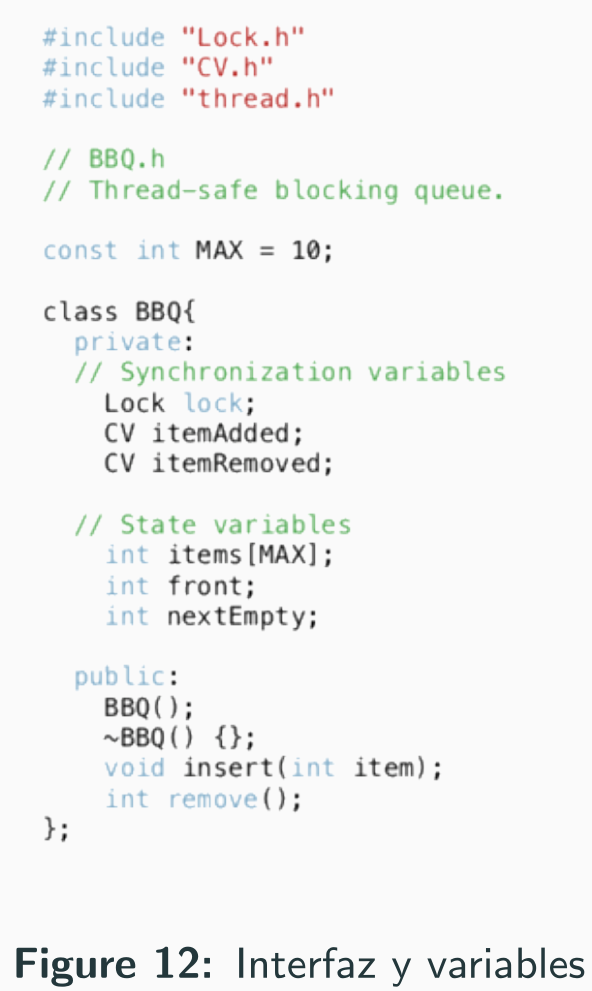 #include "Lock.h"
#include "CV.h"
#include "thread.h"
// BBQ.h
// Thread-safe blocking queue.
const int MAX = 10;
class BBQ{
private:
// Synchronization variables
Lock lock;
CV itemAdded;
CV itemRemoved;
// State variables
int items[MAX];
int front;
int nextEmpty;
public:
BBQ();
~BBQ() {};
void insert(int item);
int remove();
};
Figure 12: Interfaz y variables